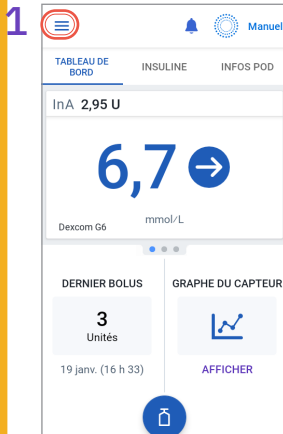 1
Manuel
TABLEAU DE
BORD
INSULINE
INFOS POD
InA 2,95 U
6,7
mmol/L
Dexcom G6
DERNIER BOLUS
GRAPHE DU CAPTEUR
3
Unités
19 janv. (16 h 33)
AFFICHER